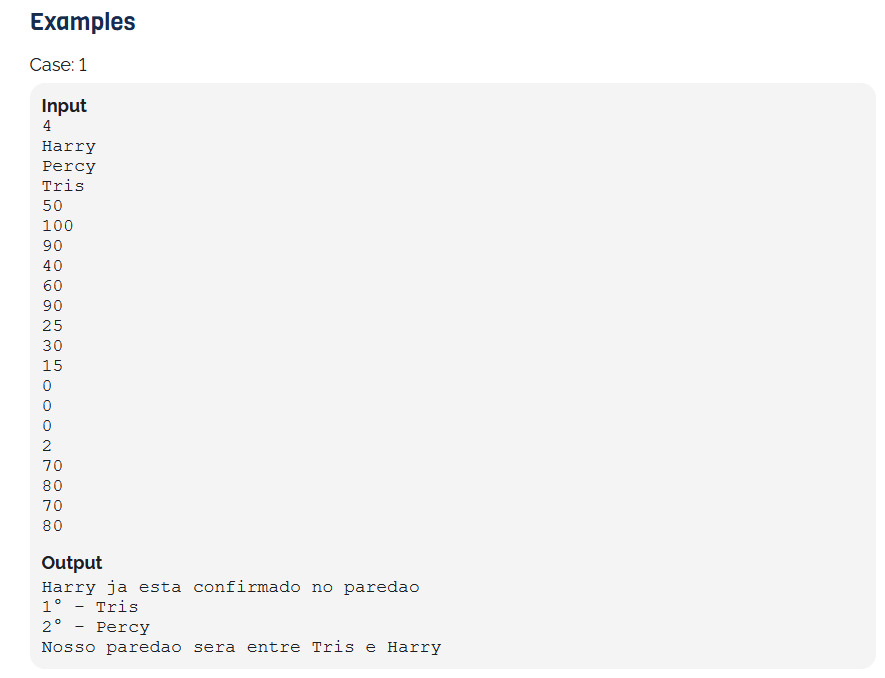 Examples
Case: 1
Input
4
Harry
Percy
Tris
50
100
90
40
60
90
25
30
15
0
0
0
2
70
80
70
80
Output
Harry ja esta confirmado no paredao
1° - Tris
2° - Percy
Nosso paredao sera entre Tris e Harry